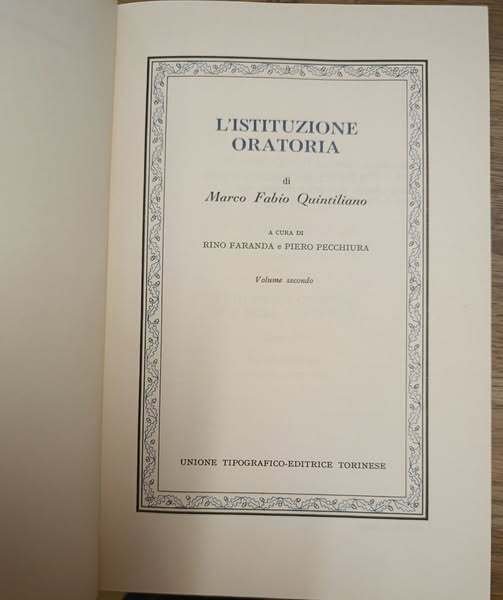 L'ISTITUZIONE
ORATORIA
di
Marco Fabio Quintiliano
A CURA DI
RINO FARANDA e PIERO PECCHIURA
Volume secondo
UNIONE TIPOGRAFICO-EDITRICE TORINESE